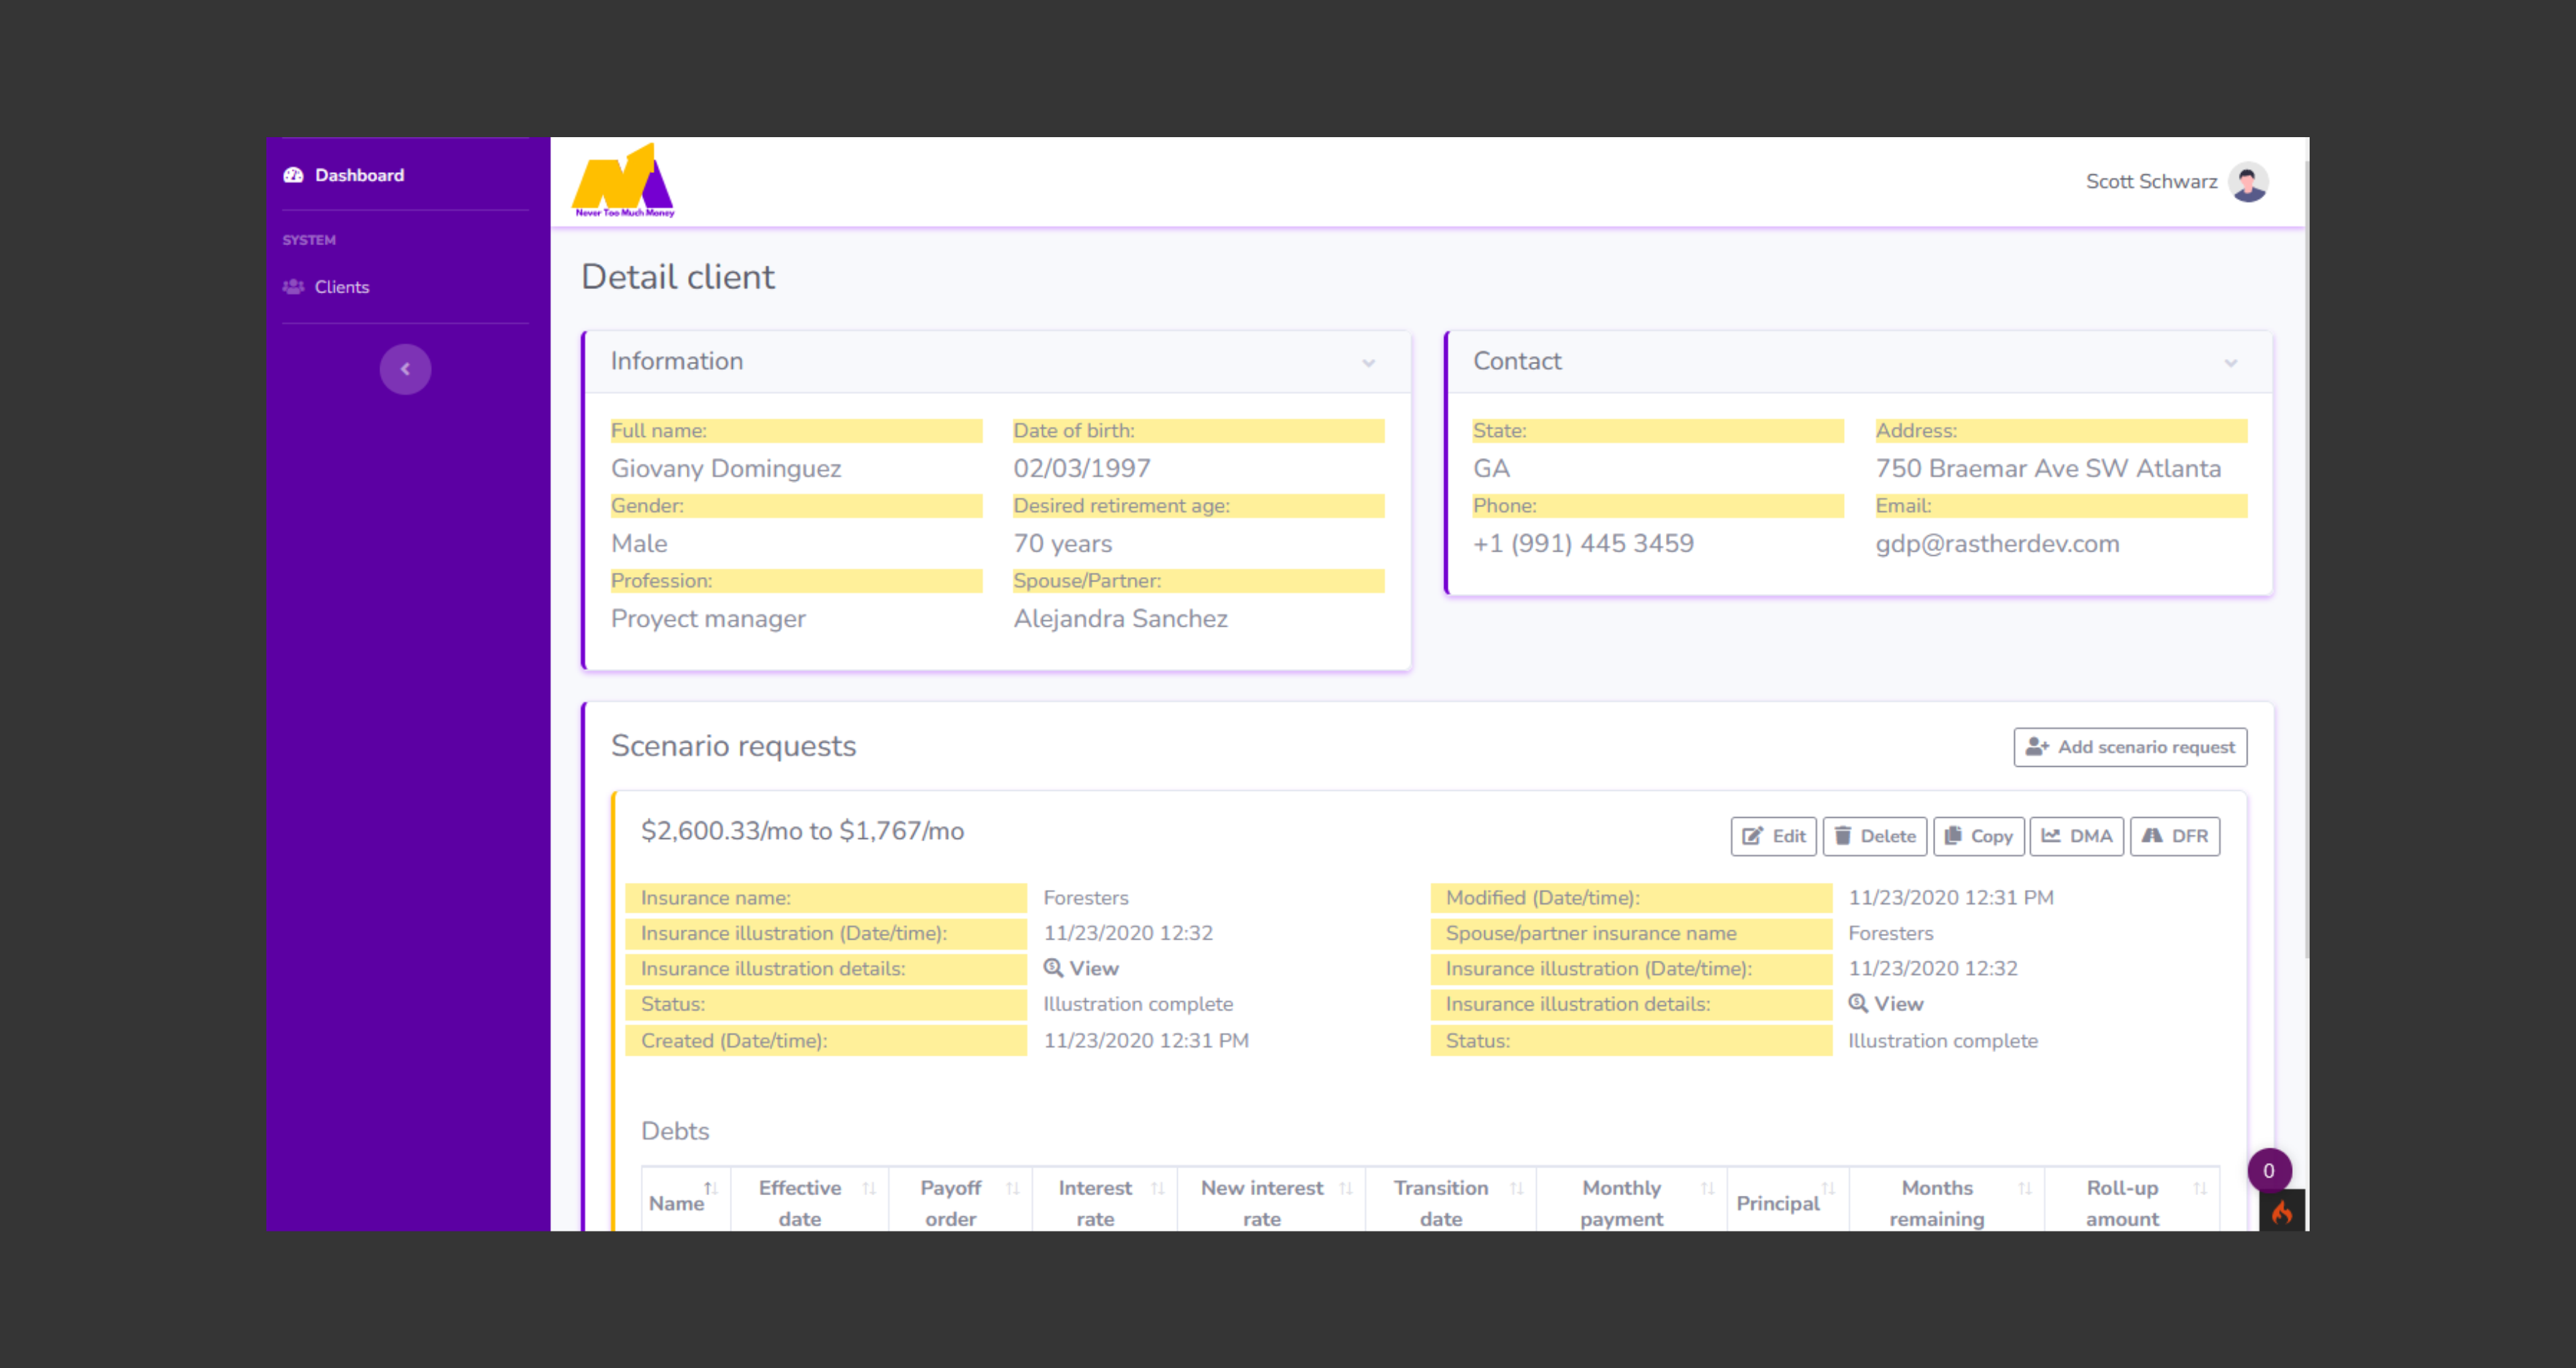 Dashboard
SYSTEM
Clients
Never Too Much Money
Scott Schwarz
Detail client
Information
Full name:
Date of birth:
Giovany Dominguez
02/03/1997
Gender:
Desired retirement age:
Male
70 years
Profession:
Spouse/Partner:
Proyect manager
Alejandra Sanchez
Contact
State:
Address:
GA
750 Braemar Ave SW Atlanta
Phone:
Email:
+1 (991) 445 3459
gdp@rastherdev.com
Scenario requests
Add scenario request
$2,600.33/mo to $1,767/mo
Edit
Delete
Copy
DMA
DFR
Insurance name: Foresters
Insurance illustration (Date/time): 11/23/2020 12:32
Insurance illustration details: View
Status: Illustration complete
Created (Date/time): 11/23/2020 12:31 PM
Modified (Date/time): 11/23/2020 12:31 PM
Spouse/partner insurance name Foresters
Insurance illustration (Date/time): 11/23/2020 12:32
Insurance illustration details: View
Status: Illustration complete
Debts
Name
Effective date
Payoff order
Interest rate
New interest rate
Transition date
Monthly payment
Principal
Months remaining
Roll-up amount
0